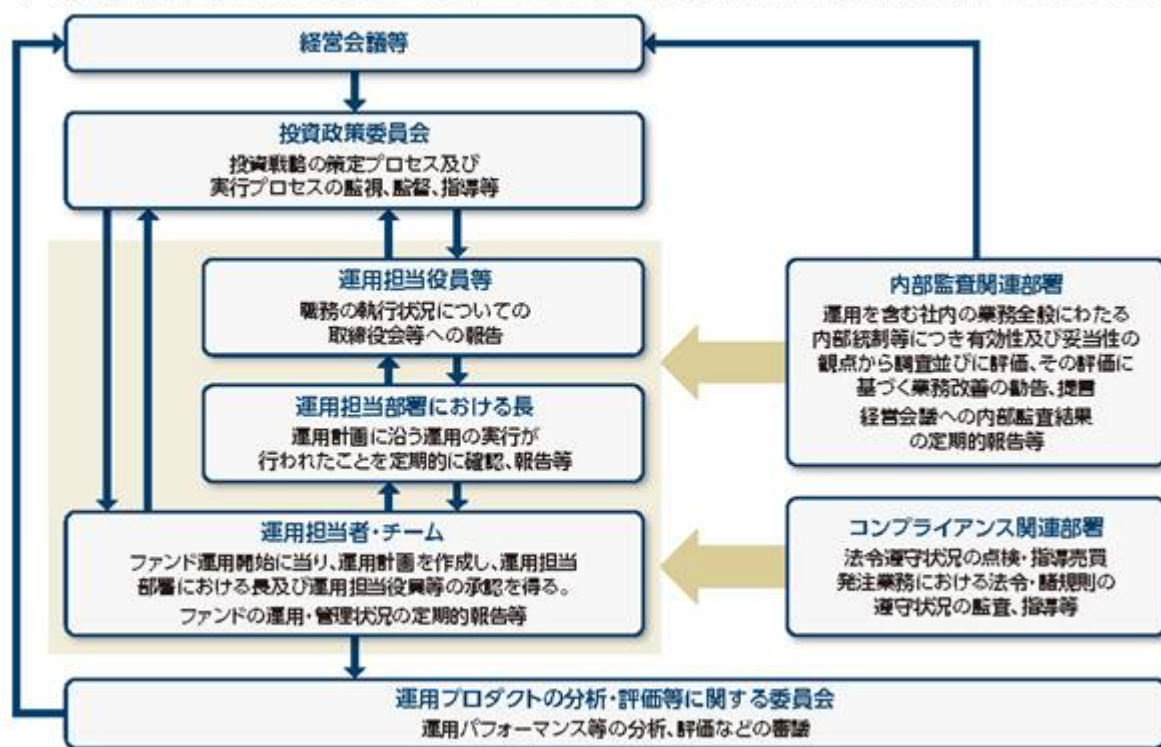 経営会議等
投資政策委員会
投資戦略の策定プロセス及び
実行プロセスの監視、監督、指導等
運用担当役員等
職務の執行状況についての
取締役会等への報告
運用担当部署における長
運用計画に沿う運用の実行が
行われたことを定期的に確認、報告等
運用担当者・チーム
ファンド運用開始に当り、運用計画を作成し、運用担当
部署における長及び運用担当役員等の承認を得る。
ファンドの運用・管理状況の定期的報告等
内部監査関連部署
運用を含む社内の業務全般にわたる
内部統制等につき有効性及び妥当性の
観点から調査並びに評価、その評価に
基づく業務改善の勧告、提言
経営会議への内部監査結果
の定期的報告等
コンプライアンス関連部署
法令遵守状況の点検・指導売買
発注業務における法令・諸規則の
遵守状況の監査、指導等
運用プロダクトの分析・評価等に関する委員会
運用パフォーマンス等の分析、評価などの審議